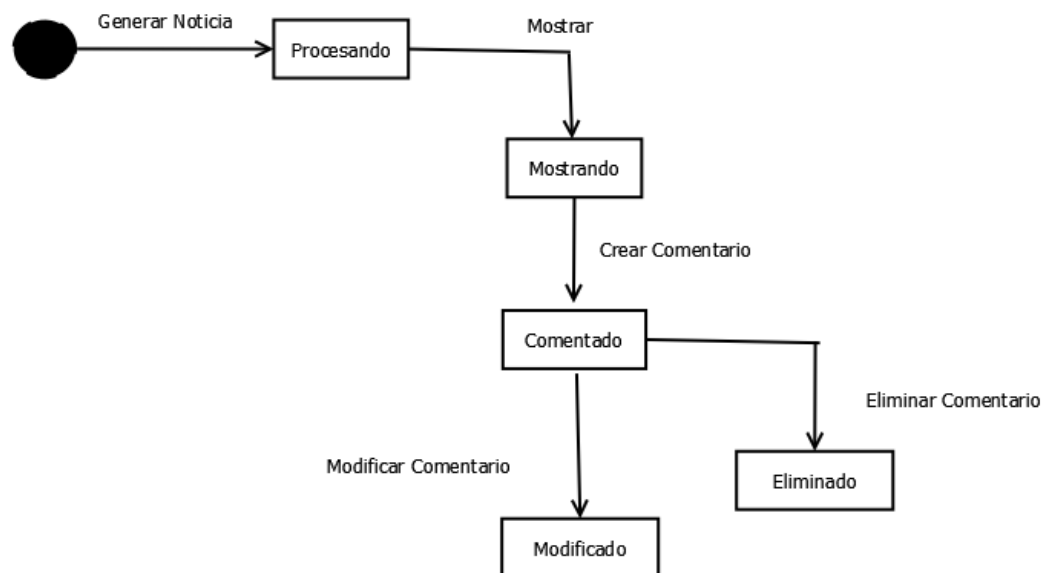 Generar Noticia
Mostrar
Procesando
Mostrando
Crear Comentario
Comentado
Eliminar Comentario
Modificar Comentario
Eliminado
Modificado